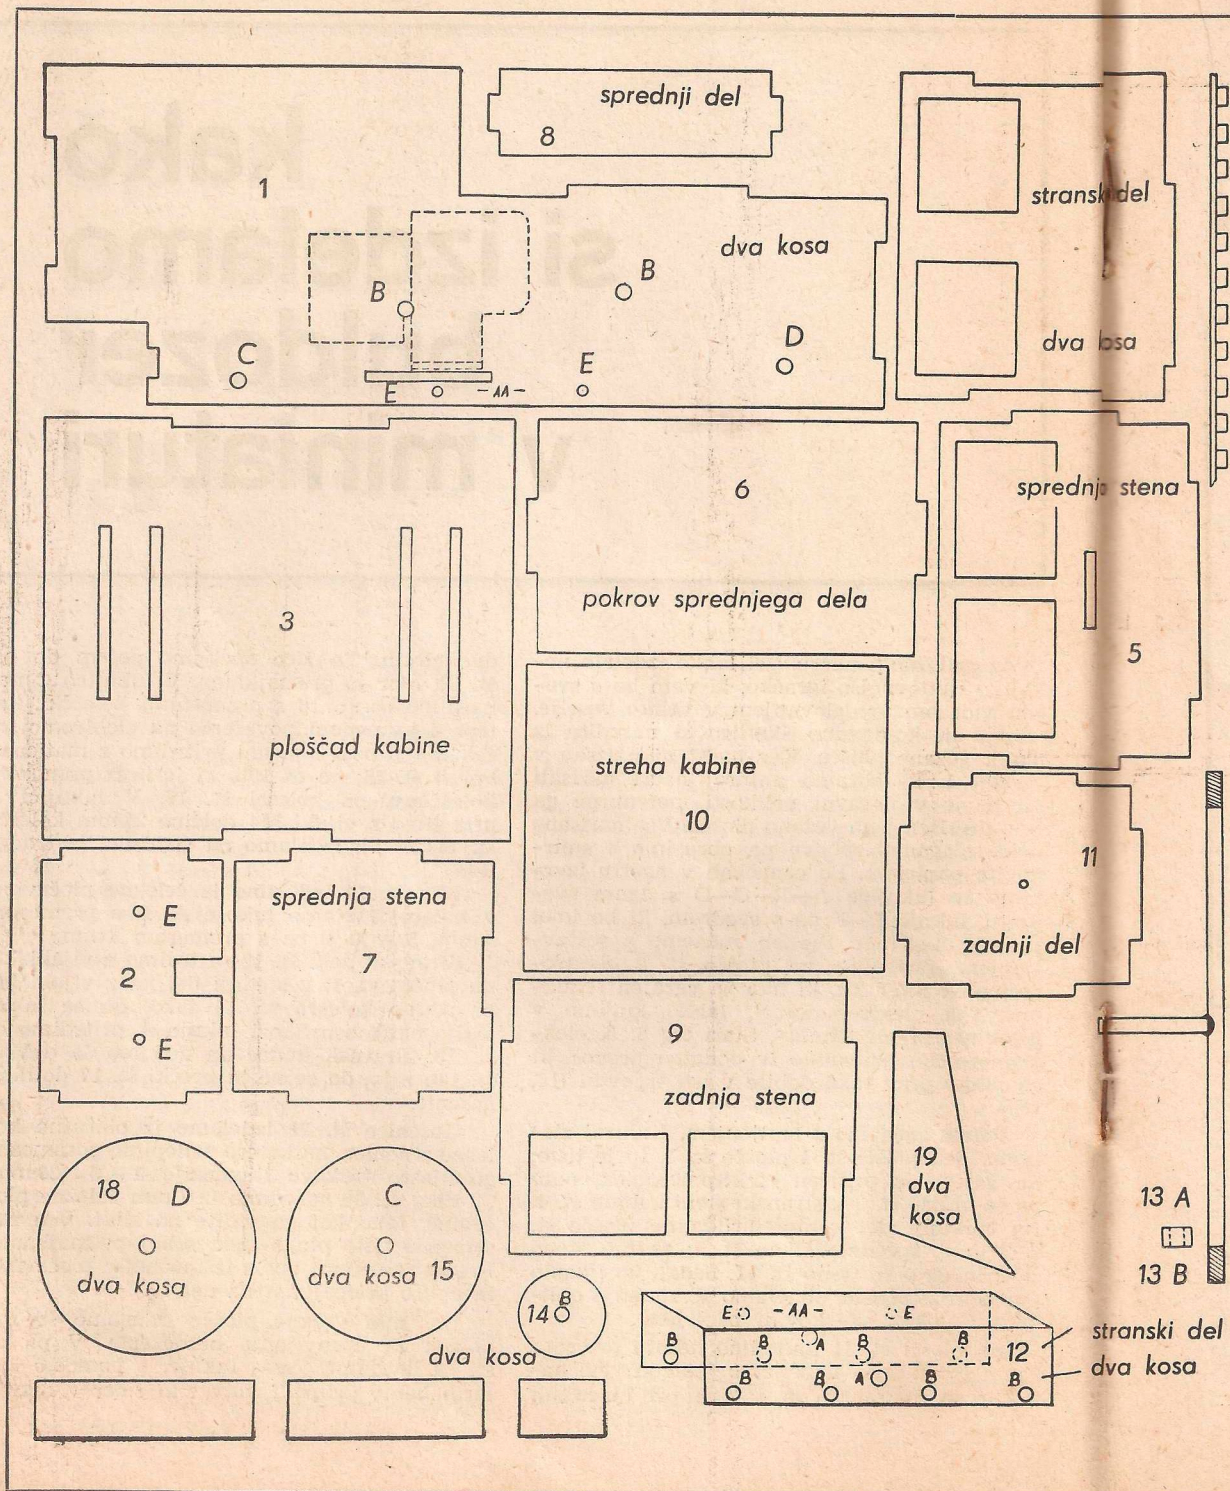 sprednji del
8
1
dva kosa
B
B
C
D
E
E
-AA-
stranski del
dva kosa
3
ploščad kabine
6
pokrov sprednjega dela
sprednja stena
5
streha kabine
10
11
zadnji del
E
2
E
sprednja stena
7
9
zadnja stena
19
dva
kosa
18 D
dva kosa
C
dva kosa 15
B
14
dva kosa
13 A
13 B
E -AA- E
B B A B B
12
B B A B B
stranski del
dva kosa
kako
si izdelamo
v miniaturi